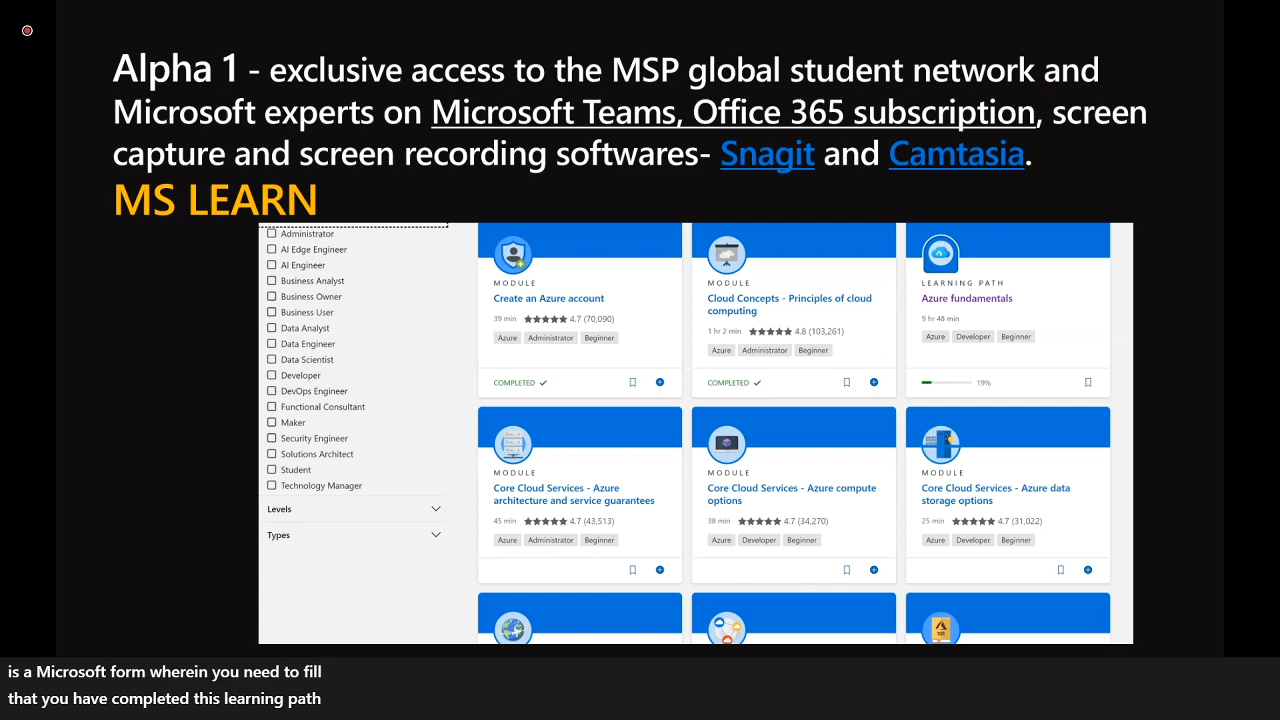 Alpha 1 - exclusive access to the MSP global student network and
Microsoft experts on Microsoft Teams, Office 365 subscription, screen
capture and screen recording softwares- Snagit and Camtasia.
MS LEARN
Administrator
AI Edge Engineer
AI Engineer
Business Analyst
Business Owner
Business User
Data Analyst
Data Engineer
Data Scientist
Developer
DevOps Engineer
Functional Consultant
Maker
Security Engineer
Solutions Architect
Student
Technology Manager
Levels
Types
MODULE
Create an Azure account
39 min 4.7 (70,090)
Azure Administrator Beginner
COMPLETED
MODULE
Cloud Concepts - Principles of cloud
computing
1 hr 2 min 4.8 (103,261)
Azure Administrator Beginner
COMPLETED
LEARNING PATH
Azure fundamentals
9 hr 48 min
Azure Developer Beginner
19%
MODULE
Core Cloud Services - Azure
architecture and service guarantees
45 min 4.7 (43,513)
Azure Administrator Beginner
MODULE
Core Cloud Services - Azure compute
options
38 min 4.7 (34,270)
Azure Developer Beginner
MODULE
Core Cloud Services - Azure data
storage options
25 min 4.7 (31,022)
Azure Developer Beginner
is a Microsoft form wherein you need to fill
that you have completed this learning path